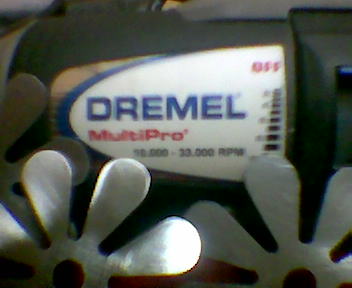 OFF
DREMEL
MultiPro
10,000 - 33,000 RPM